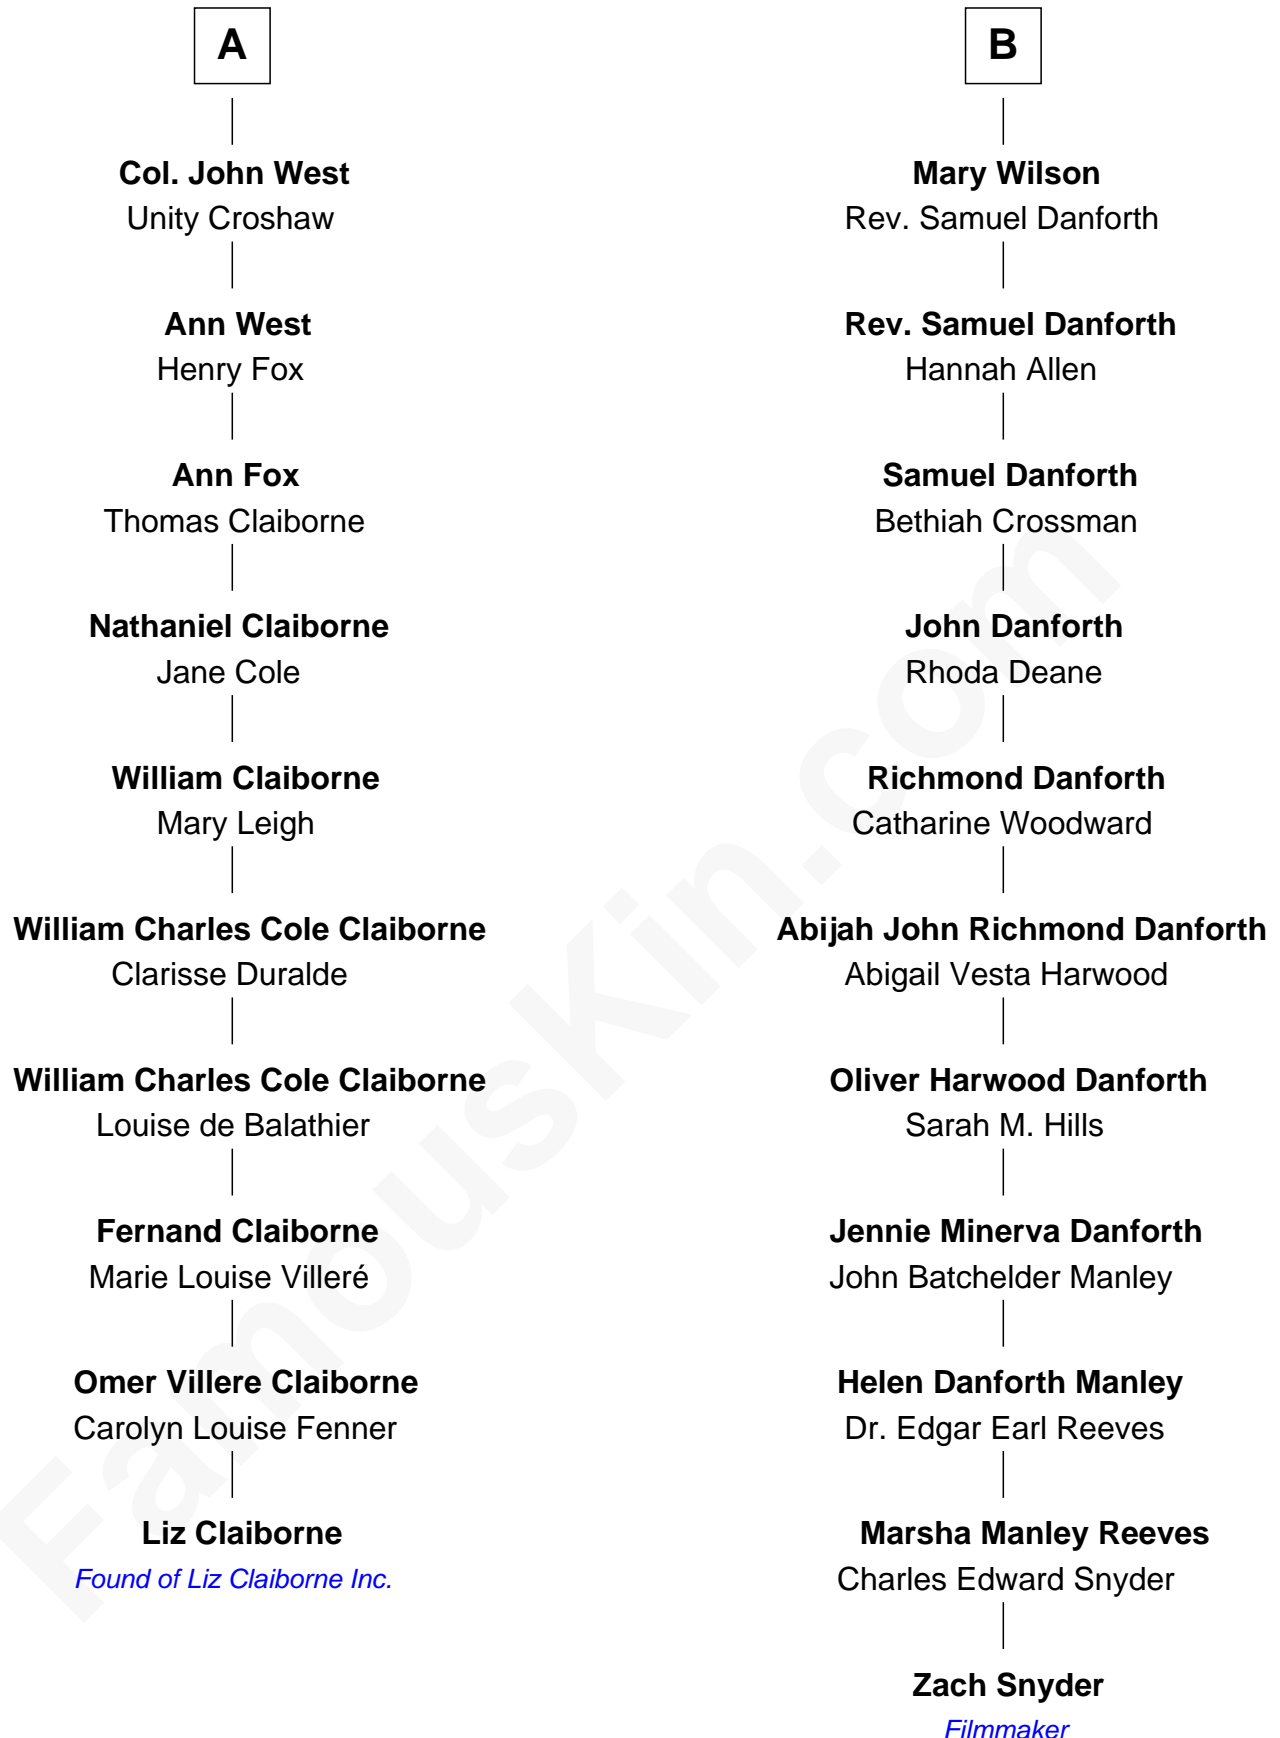 A
Col. John West
Unity Croshaw
Ann West
Henry Fox
Ann Fox
Thomas Claiborne
Nathaniel Claiborne
Jane Cole
William Claiborne
Mary Leigh
William Charles Cole Claiborne
Clarisse Duralde
William Charles Cole Claiborne
Louise de Balathier
Fernand Claiborne
Marie Louise Villeré
Omer Villere Claiborne
Carolyn Louise Fenner
Liz Claiborne
Found of Liz Claiborne Inc.
B
Mary Wilson
Rev. Samuel Danforth
Rev. Samuel Danforth
Hannah Allen
Samuel Danforth
Bethiah Crossman
John Danforth
Rhoda Deane
Richmond Danforth
Catharine Woodward
Abijah John Richmond Danforth
Abigail Vesta Harwood
Oliver Harwood Danforth
Sarah M. Hills
Jennie Minerva Danforth
John Batchelder Manley
Helen Danforth Manley
Dr. Edgar Earl Reeves
Marsha Manley Reeves
Charles Edward Snyder
Zach Snyder
Filmmaker
FamousKin.com